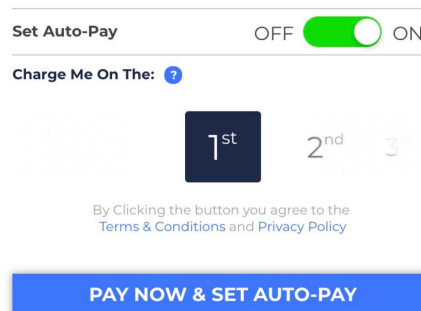 Set Auto-Pay OFF ON
Charge Me On The: ?
1st 2nd 3
By Clicking the button you agree to the
Terms & Conditions and Privacy Policy
PAY NOW & SET AUTO-PAY